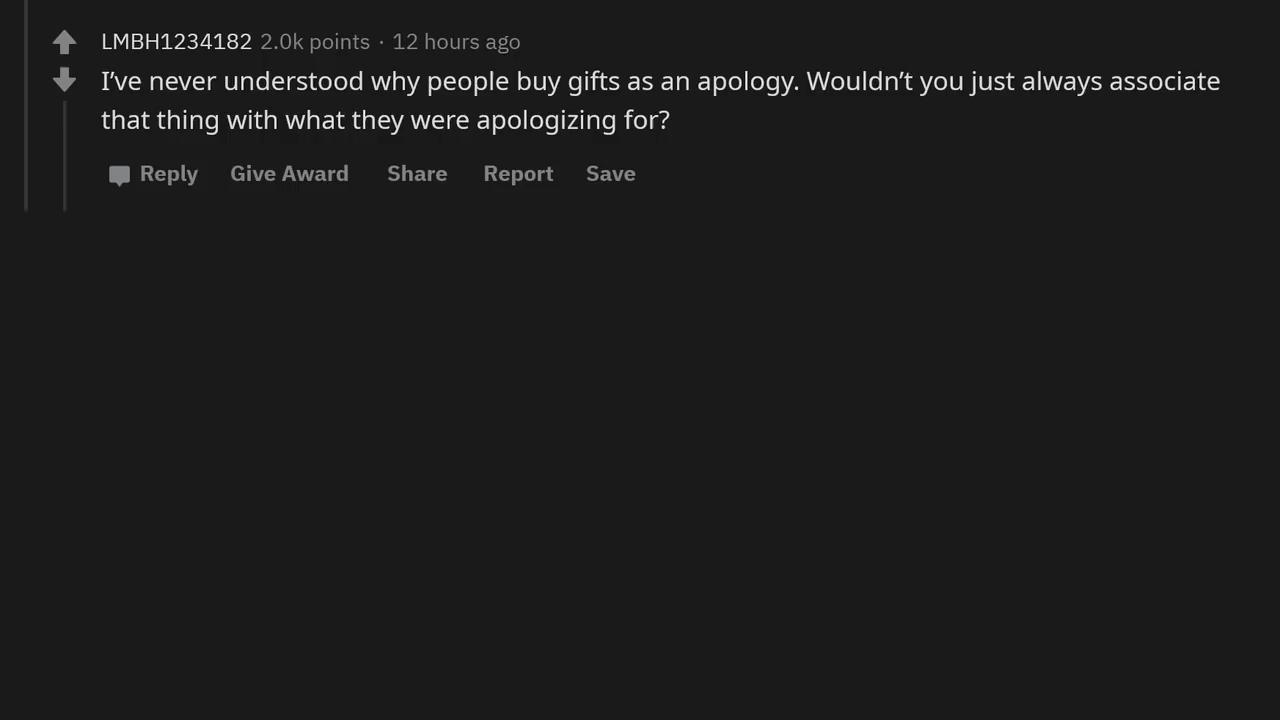 LMBH1234182 2.0k points · 12 hours ago
I’ve never understood why people buy gifts as an apology. Wouldn’t you just always associate
that thing with what they were apologizing for?
Reply Give Award Share Report Save